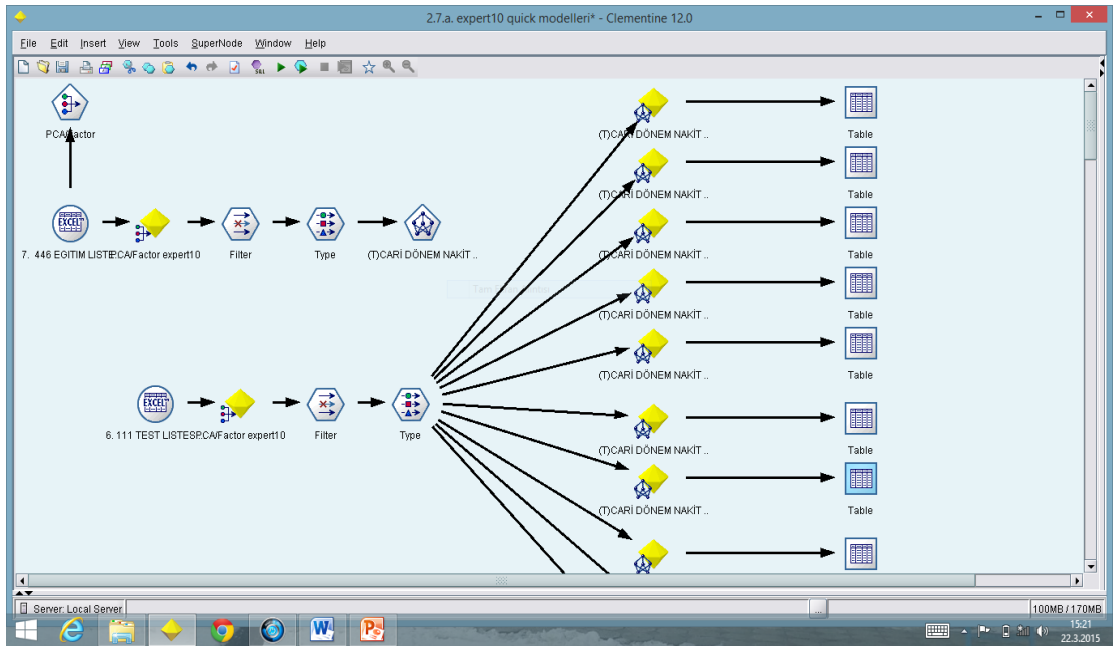 2.7.a. expert10 quick modelleri* - Clementine 12.0
File Edit Insert View Tools SuperNode Window Help
SQL
PCA/Factor
(T)CARİ DÖNEM NAKİT ..
Table
(T)CARİ DÖNEM NAKİT ..
Table
EXCEL
7. 446 EGITIM LISTE
PCA/Factor expert10
Filter
Type
(T)CARİ DÖNEM NAKİT ..
(T)CARİ DÖNEM NAKİT ..
Table
(T)CARİ DÖNEM NAKİT ..
Table
(T)CARİ DÖNEM NAKİT ..
Table
EXCEL
6. 111 TEST LISTESI
PCA/Factor expert10
Filter
Type
(T)CARİ DÖNEM NAKİT ..
Table
(T)CARİ DÖNEM NAKİT ..
Table
Server: Local Server
...
100MB / 170MB
15:21
22.3.2015